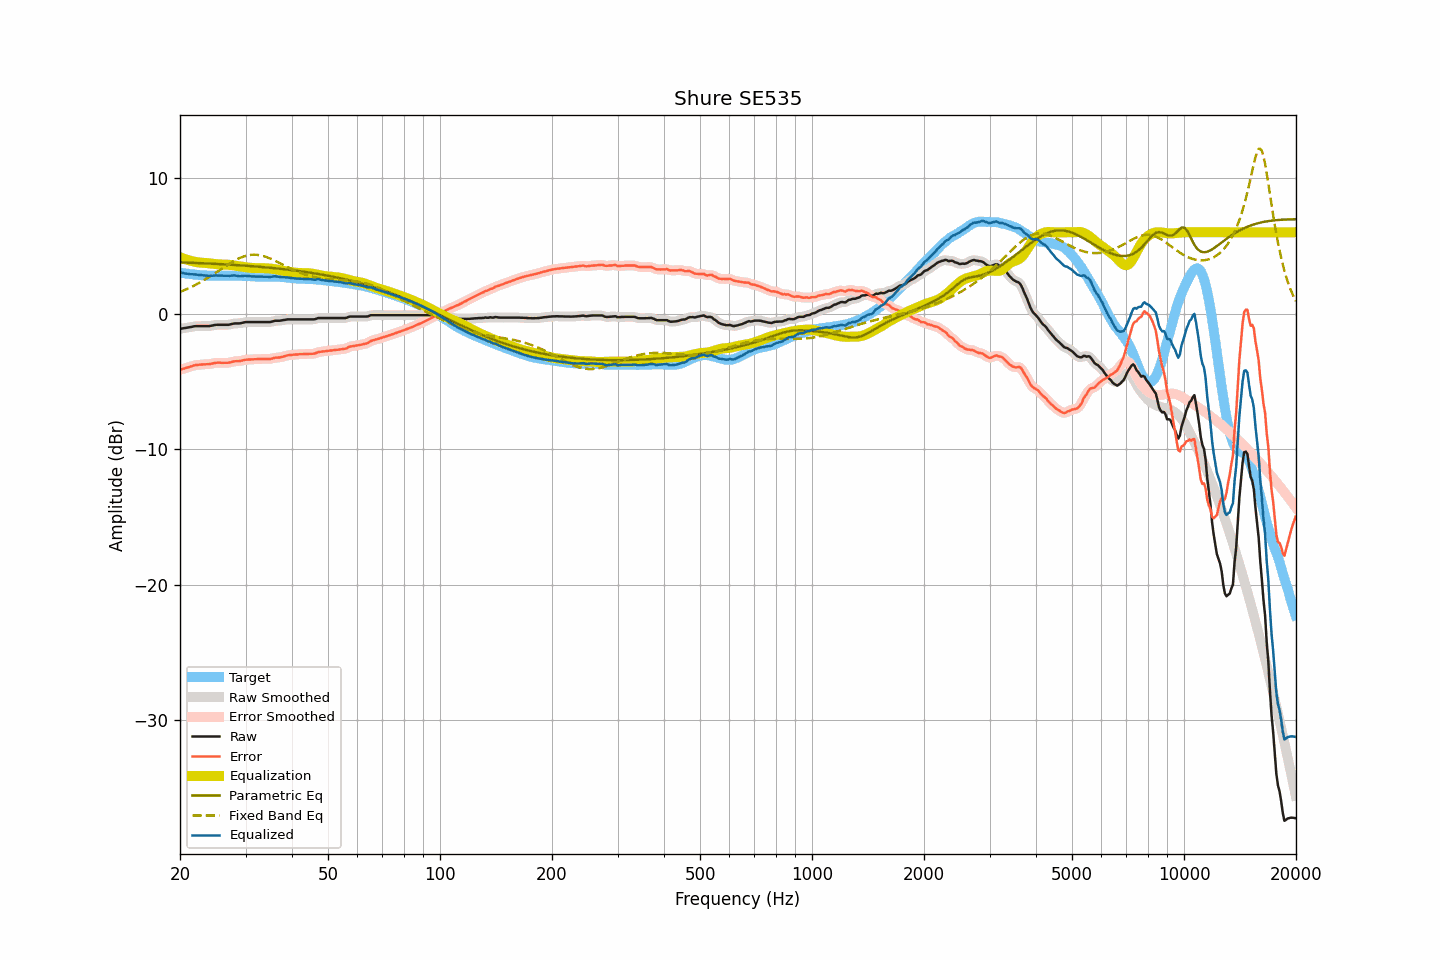 Shure SE535
Amplitude (dBr)
10
0
−10
−20
−30
Target
Raw Smoothed
Error Smoothed
Raw
Error
Equalization
Parametric Eq
Fixed Band Eq
Equalized
20 50 100 200 500 1000 2000 5000 10000 20000
Frequency (Hz)